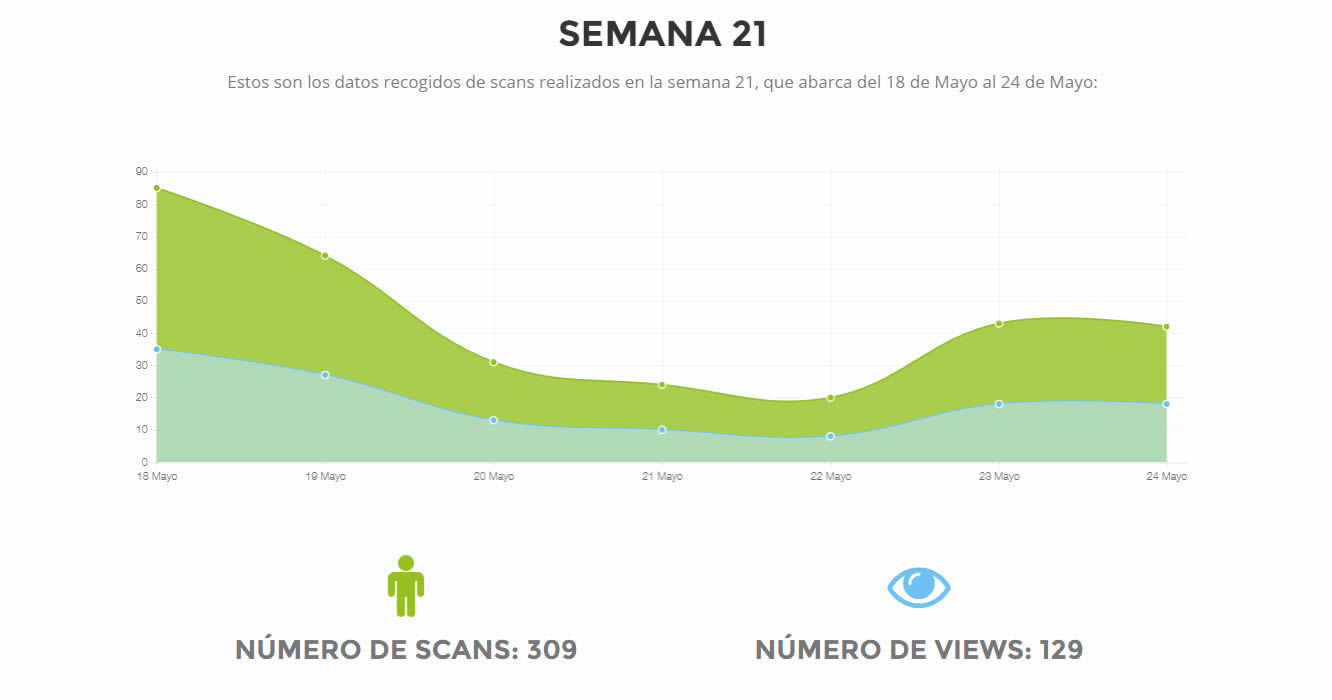 SEMANA 21
Estos son los datos recogidos de scans realizados en la semana 21, que abarca del 18 de Mayo al 24 de Mayo:
90
80
70
60
50
40
30
20
10
0
18 Mayo 19 Mayo 20 Mayo 21 Mayo 22 Mayo 23 Mayo 24 Mayo
NÚMERO DE SCANS: 309 NÚMERO DE VIEWS: 129